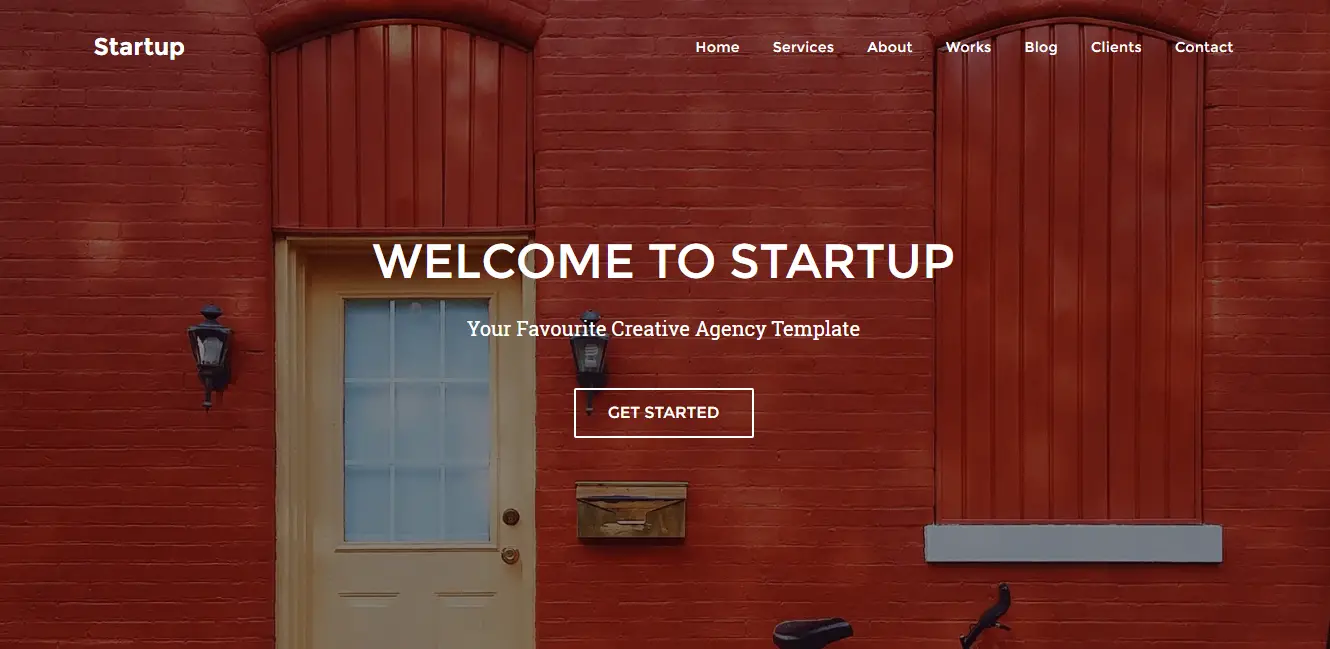 Startup
Home Services About Works Blog Clients Contact
WELCOME TO STARTUP
Your Favourite Creative Agency Template
GET STARTED